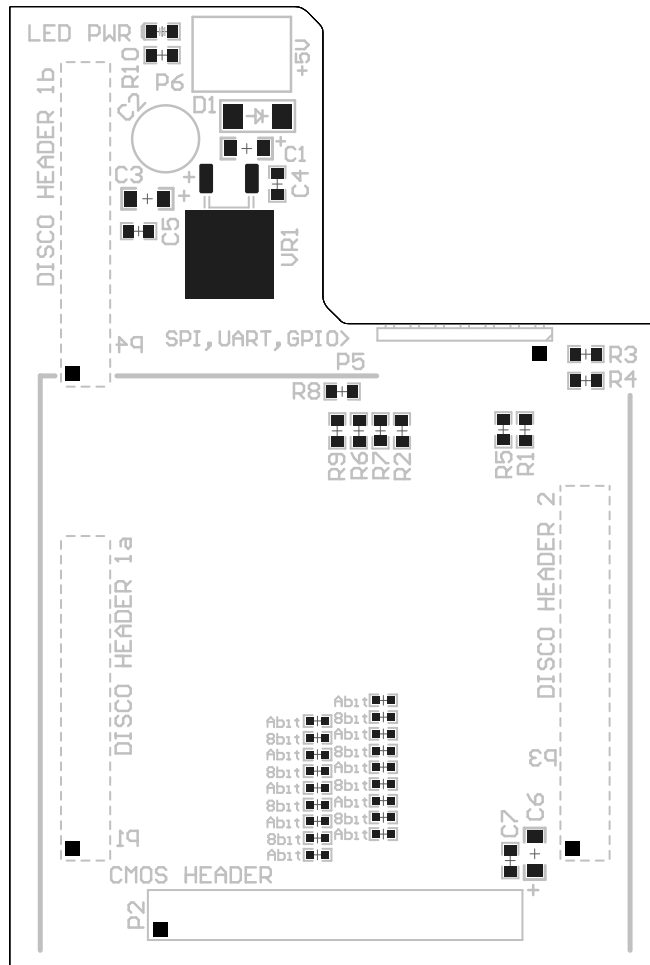 LED PWR
R10
P6
+5V
C2
D1
+
C1
DISCO HEADER 1b
C3
+
+
C4
C5
VR1
P4
SPI,UART,GPIO>
P5
R3
R4
R8
R9
R6
R7
R2
R5
R1
DISCO HEADER 1a
DISCO HEADER 2
Abit
Abit
8bit
8bit
Abit
Abit
8bit
8bit
Abit
Abit
8bit
8bit
Abit
Abit
8bit
8bit
Abit
Abit
8bit
Abit
P3
P1
C7
C6
+
CMOS HEADER
P2